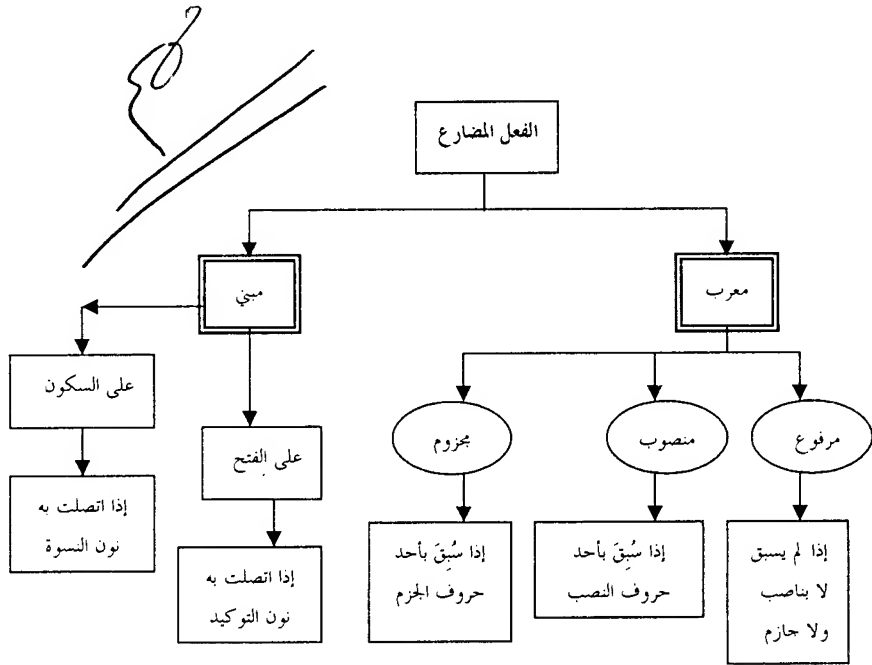 الفعل المضارع
معرب
مبني
مرفوع
منصوب
مجزوم
على الفتح
على السكون
إذا لم يسبق
لا بناصب
ولا جازم
إذا سُبِقَ بأحد
حروف النصب
إذا سُبِقَ بأحد
حروف الجزم
إذا اتصلت به
نون التوكيد
إذا اتصلت به
نون النسوة